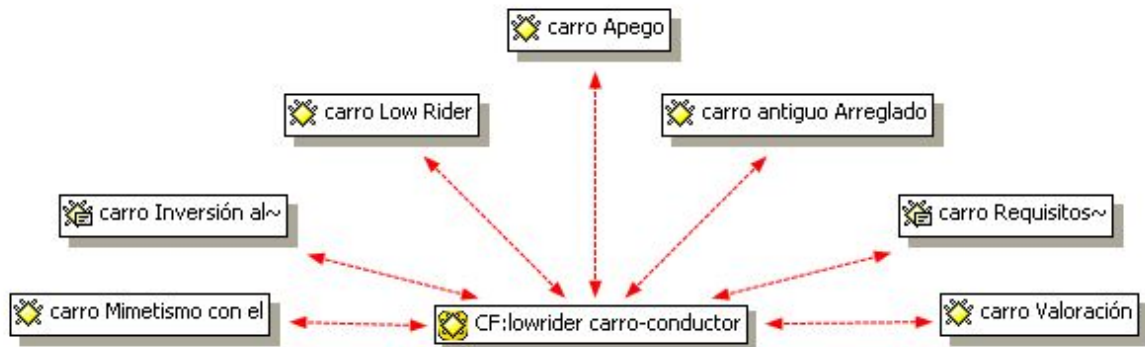 carro Apego
carro Low Rider
carro antiguo Arreglado
carro Inversión al~
carro Requisitos~
carro Mimetismo con el
CF:lowrider carro-conductor
carro Valoración